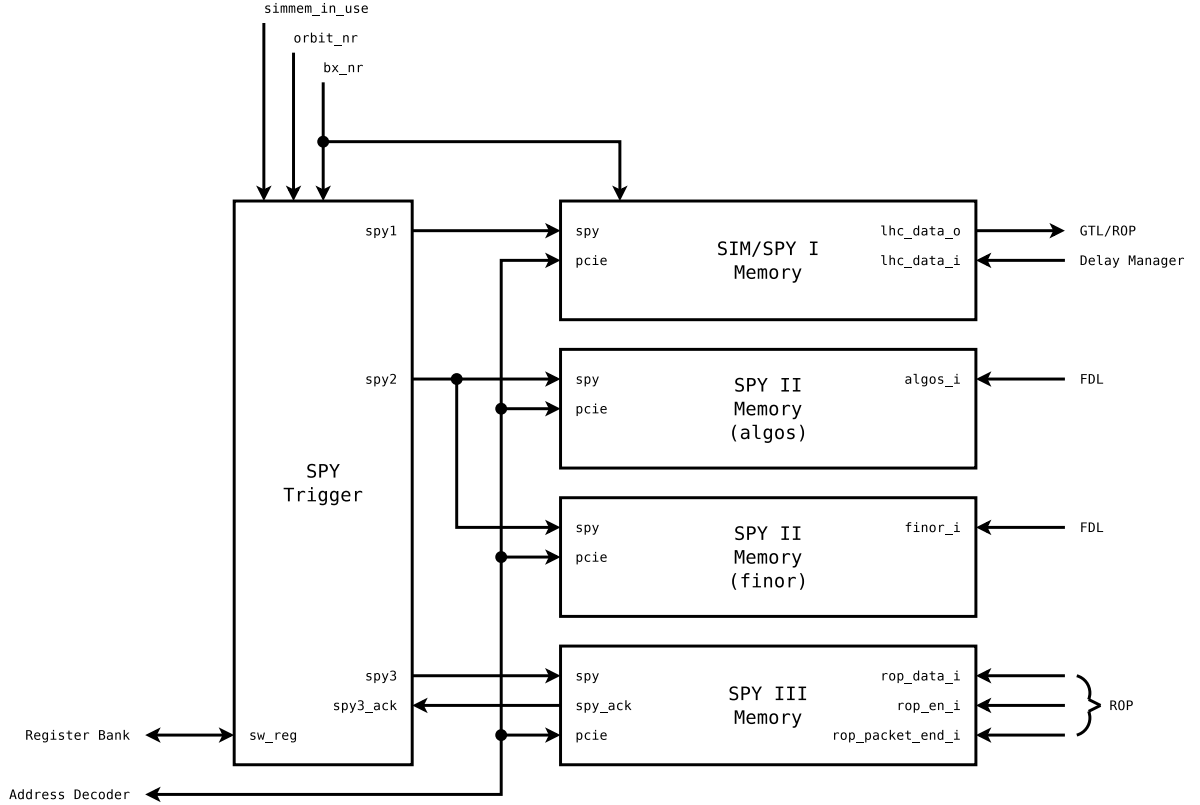 simmem_in_use
orbit_nr
bx_nr
spy1
spy
SIM/SPY I
Memory
lhc_data_o
GTL/ROP
pcie
lhc_data_i
Delay Manager
spy2
spy
SPY II
Memory
(algos)
algos_i
FDL
pcie
SPY
Trigger
spy
SPY II
Memory
(finor)
finor_i
FDL
pcie
spy3
spy
SPY III
Memory
rop_data_i
spy3_ack
spy_ack
rop_en_i
ROP
Register Bank
sw_reg
pcie
rop_packet_end_i
Address Decoder